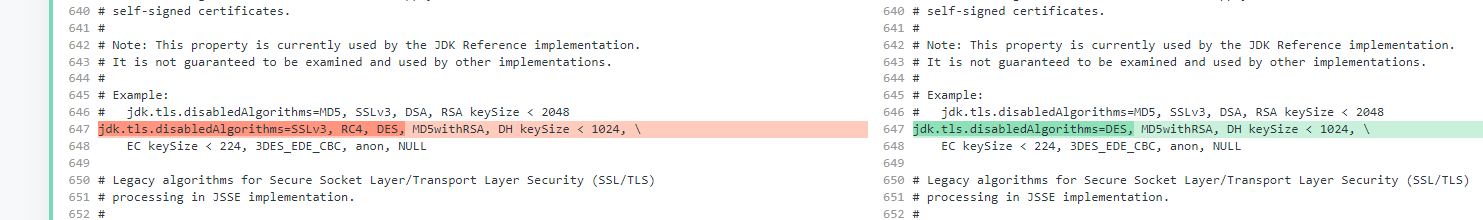 640 # self-signed certificates.
641 #
642 # Note: This property is currently used by the JDK Reference implementation.
643 # It is not guaranteed to be examined and used by other implementations.
644 #
645 # Example:
646 #   jdk.tls.disabledAlgorithms=MD5, SSLv3, DSA, RSA keySize < 2048
647 jdk.tls.disabledAlgorithms=SSLv3, RC4, DES, MD5withRSA, DH keySize < 1024, \
648     EC keySize < 224, 3DES_EDE_CBC, anon, NULL
649
650 # Legacy algorithms for Secure Socket Layer/Transport Layer Security (SSL/TLS)
651 # processing in JSSE implementation.
652 #
640 # self-signed certificates.
641 #
642 # Note: This property is currently used by the JDK Reference implementation.
643 # It is not guaranteed to be examined and used by other implementations.
644 #
645 # Example:
646 #   jdk.tls.disabledAlgorithms=MD5, SSLv3, DSA, RSA keySize < 2048
647 jdk.tls.disabledAlgorithms=DES, MD5withRSA, DH keySize < 1024, \
648     EC keySize < 224, 3DES_EDE_CBC, anon, NULL
649
650 # Legacy algorithms for Secure Socket Layer/Transport Layer Security (SSL/TLS)
651 # processing in JSSE implementation.
652 #